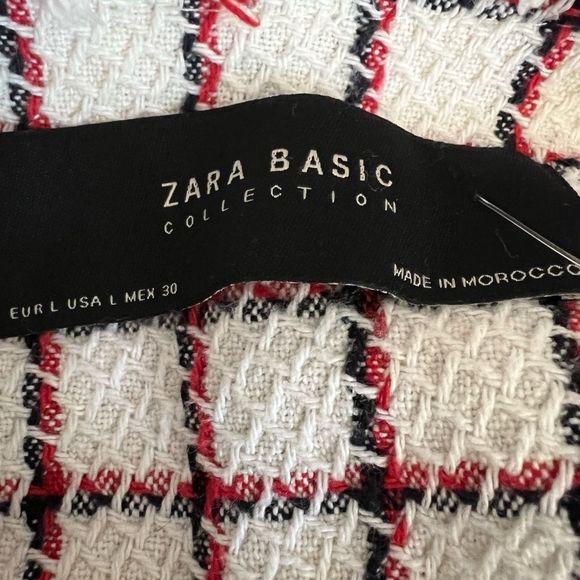 ZARA BASIC
COLLECTION
EUR L USA L MEX 30
MADE IN MOROCCO